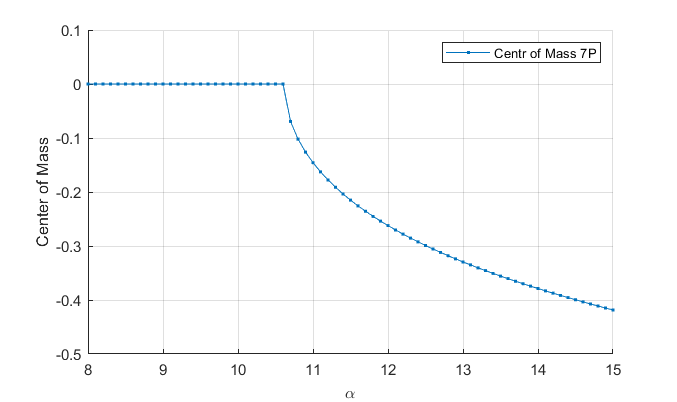 0.1
Centr of Mass 7P
0
-0.1
-0.2
-0.3
-0.4
-0.5
Center of Mass
8 9 10 11 12 13 14 15
α